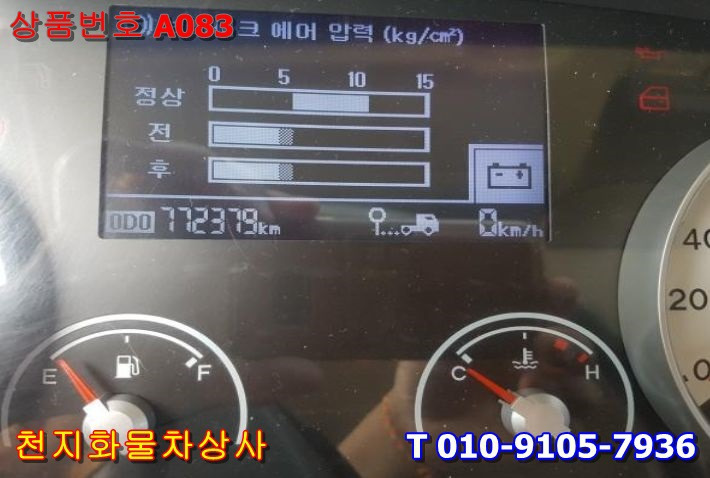 상품번호 A083
크 에어 압력 (kg/cm²)
0 5 10 15
정상
전
후
ODO 772379km 0km/h
40
20
0
E F
C H
천지화물차상사
T 010-9105-7936